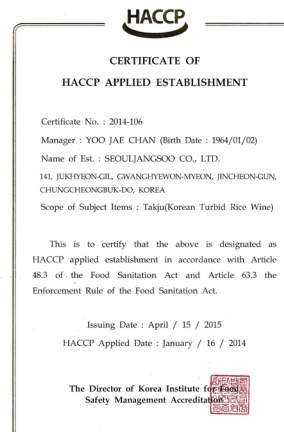 HACCP
CERTIFICATE OF
HACCP APPLIED ESTABLISHMENT
Certificate No. : 2014-106
Manager : YOO JAE CHAN (Birth Date : 1964/01/02)
Name of Est. : SEOULJANGSOO CO., LTD.
141, JUKHYEON-GIL, GWANGHYEWON-MYEON, JINCHEON-GUN,
CHUNGCHEONGBUK-DO, KOREA
Scope of Subject Items : Takju(Korean Turbid Rice Wine)
This is to certify that the above is designated as
HACCP applied establishment in accordance with Article
48.3 of the Food Sanitation Act and Article 63.3 the
Enforcement Rule of the Food Sanitation Act.
Issuing Date : April / 15 / 2015
HACCP Applied Date : January / 16 / 2014
The Director of Korea Institute for Food
Safety Management Accreditation